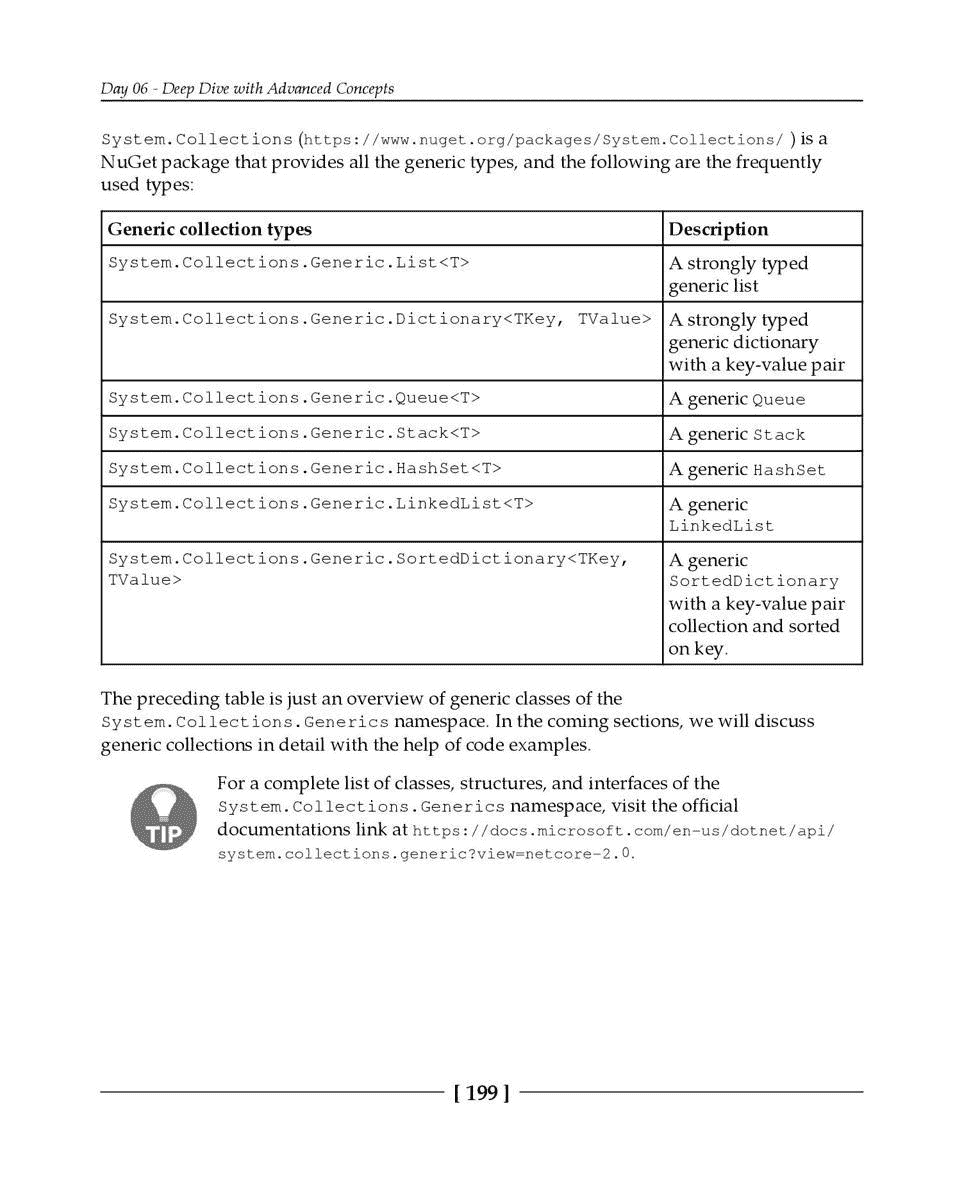 Day 06 - Deep Dive with Advanced Concepts
System.Collections (https://www.nuget.org/packages/System.Collections/ ) is a
NuGet package that provides all the generic types, and the following are the frequently
used types:
Generic collection types Description
System.Collections.Generic.List<T> A strongly typed
generic list
System.Collections.Generic.Dictionary<TKey, TValue> A strongly typed
generic dictionary
with a key-value pair
System.Collections.Generic.Queue<T> A generic Queue
System.Collections.Generic.Stack<T> A generic Stack
System.Collections.Generic.HashSet<T> A generic HashSet
System.Collections.Generic.LinkedList<T> A generic
LinkedList
System.Collections.Generic.SortedDictionary<TKey, A generic
TValue> SortedDictionary
with a key-value pair
collection and sorted
on key.
The preceding table is just an overview of generic classes of the
System.Collections.Generics namespace. In the coming sections, we will discuss
generic collections in detail with the help of code examples.
For a complete list of classes, structures, and interfaces of the
System.Collections.Generics namespace, visit the official
TIP documentations link at https://docs.microsoft.com/en-us/dotnet/api/
system.collections.generic?view=netcore-2.0.
[ 199 ]